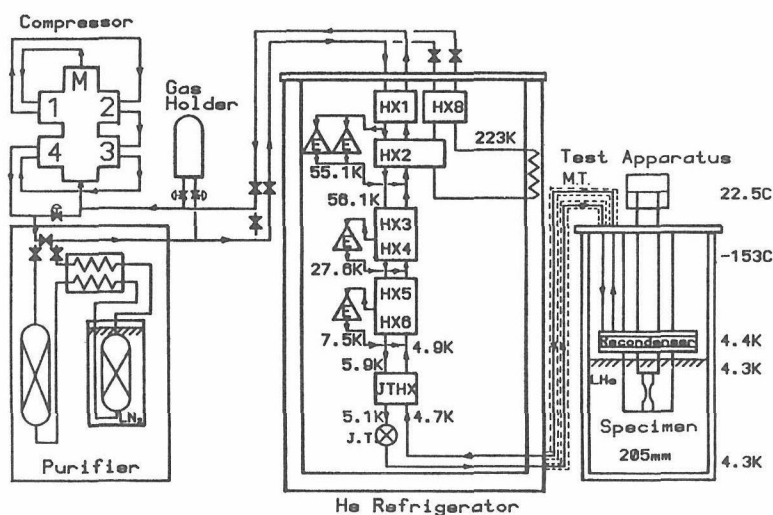 Compressor
M
1 2
4 3
Gas
Holder
HX1 HX8
E E
HX2
223K
55.1K
56.1K
HX3
E
HX4
27.6K
HX5
E
HX6
7.5K
5.9K 4.9K
JTHX
5.1K 4.7K
J.T
He Refrigerator
LN₂
Purifier
Test Apparatus
M.T.
22.5C
-153C
Recondenser
4.4K
4.3K
LHe
Specimen
205mm
4.3K